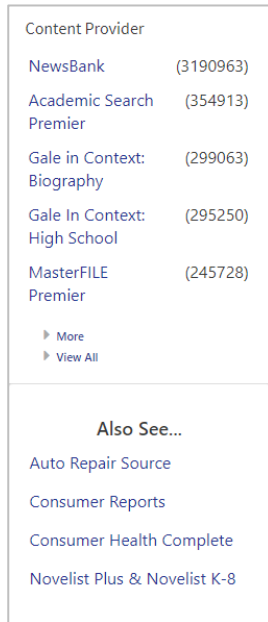 Content Provider
NewsBank (3190963)
Academic Search (354913)
Premier
Gale in Context: (299063)
Biography
Gale In Context: (295250)
High School
MasterFILE (245728)
Premier
More
View All
Also See...
Auto Repair Source
Consumer Reports
Consumer Health Complete
Novelist Plus & Novelist K-8